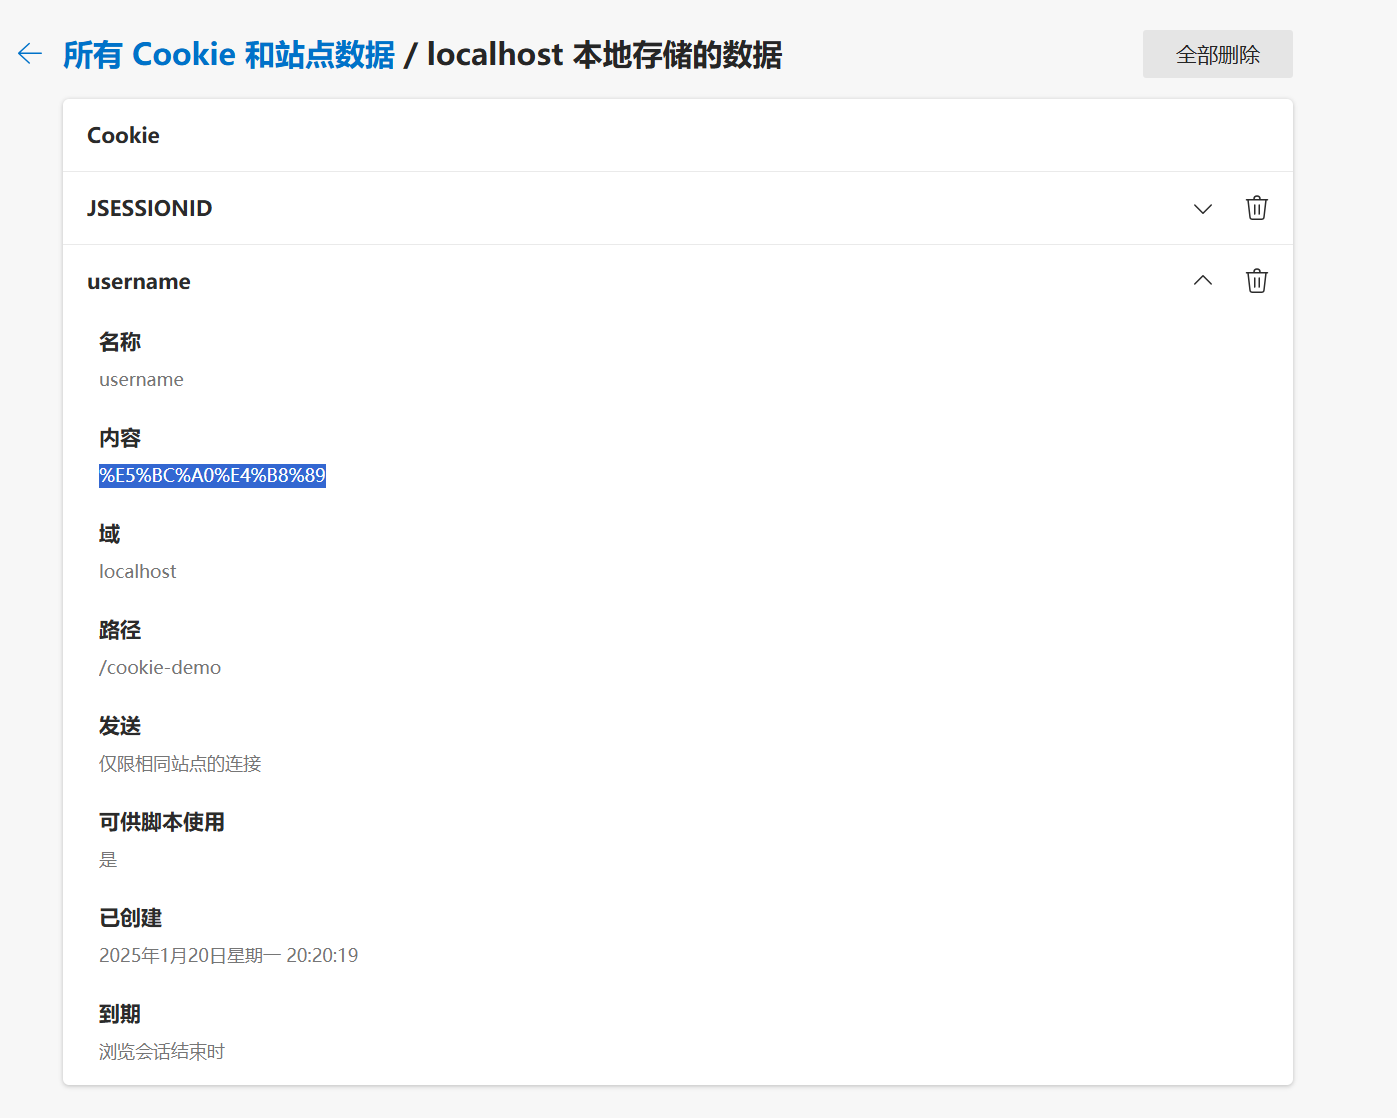 所有 Cookie 和站点数据 / localhost 本地存储的数据
全部删除
Cookie
JSESSIONID
username
名称
username
内容
%E5%BC%A0%E4%B8%89
域
localhost
路径
/cookie-demo
发送
仅限相同站点的连接
可供脚本使用
是
已创建
2025年1月20日星期一 20:20:19
到期
浏览会话结束时